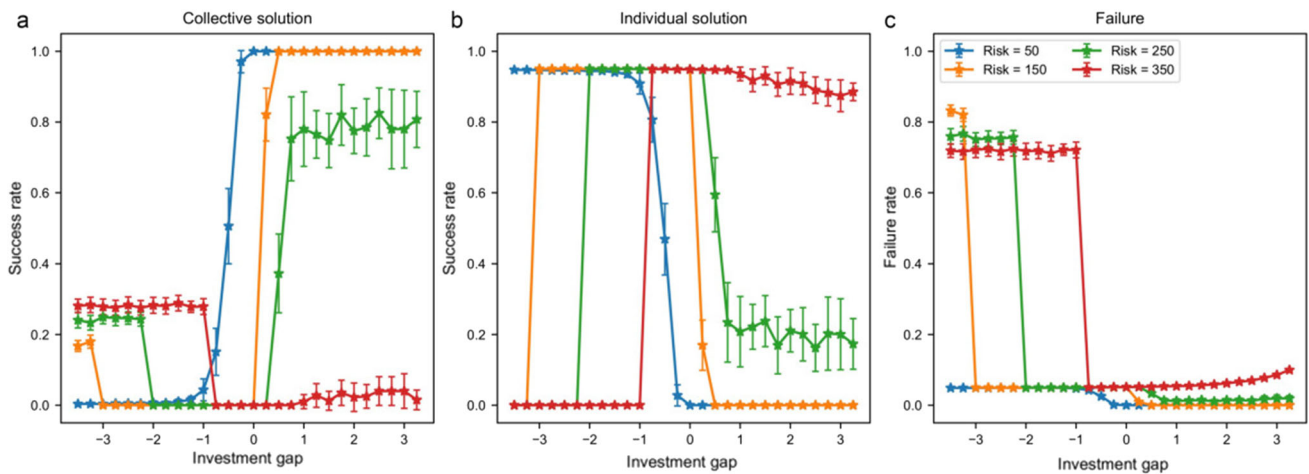 a
Collective solution
b
Individual solution
c
Failure
1.0
0.8
0.6
0.4
0.2
0.0
Success rate
−3 −2 −1 0 1 2 3
Investment gap
1.0
0.8
0.6
0.4
0.2
0.0
Success rate
−3 −2 −1 0 1 2 3
Investment gap
1.0
0.8
0.6
0.4
0.2
0.0
Failure rate
Risk = 50 Risk = 250
Risk = 150 Risk = 350
−3 −2 −1 0 1 2 3
Investment gap